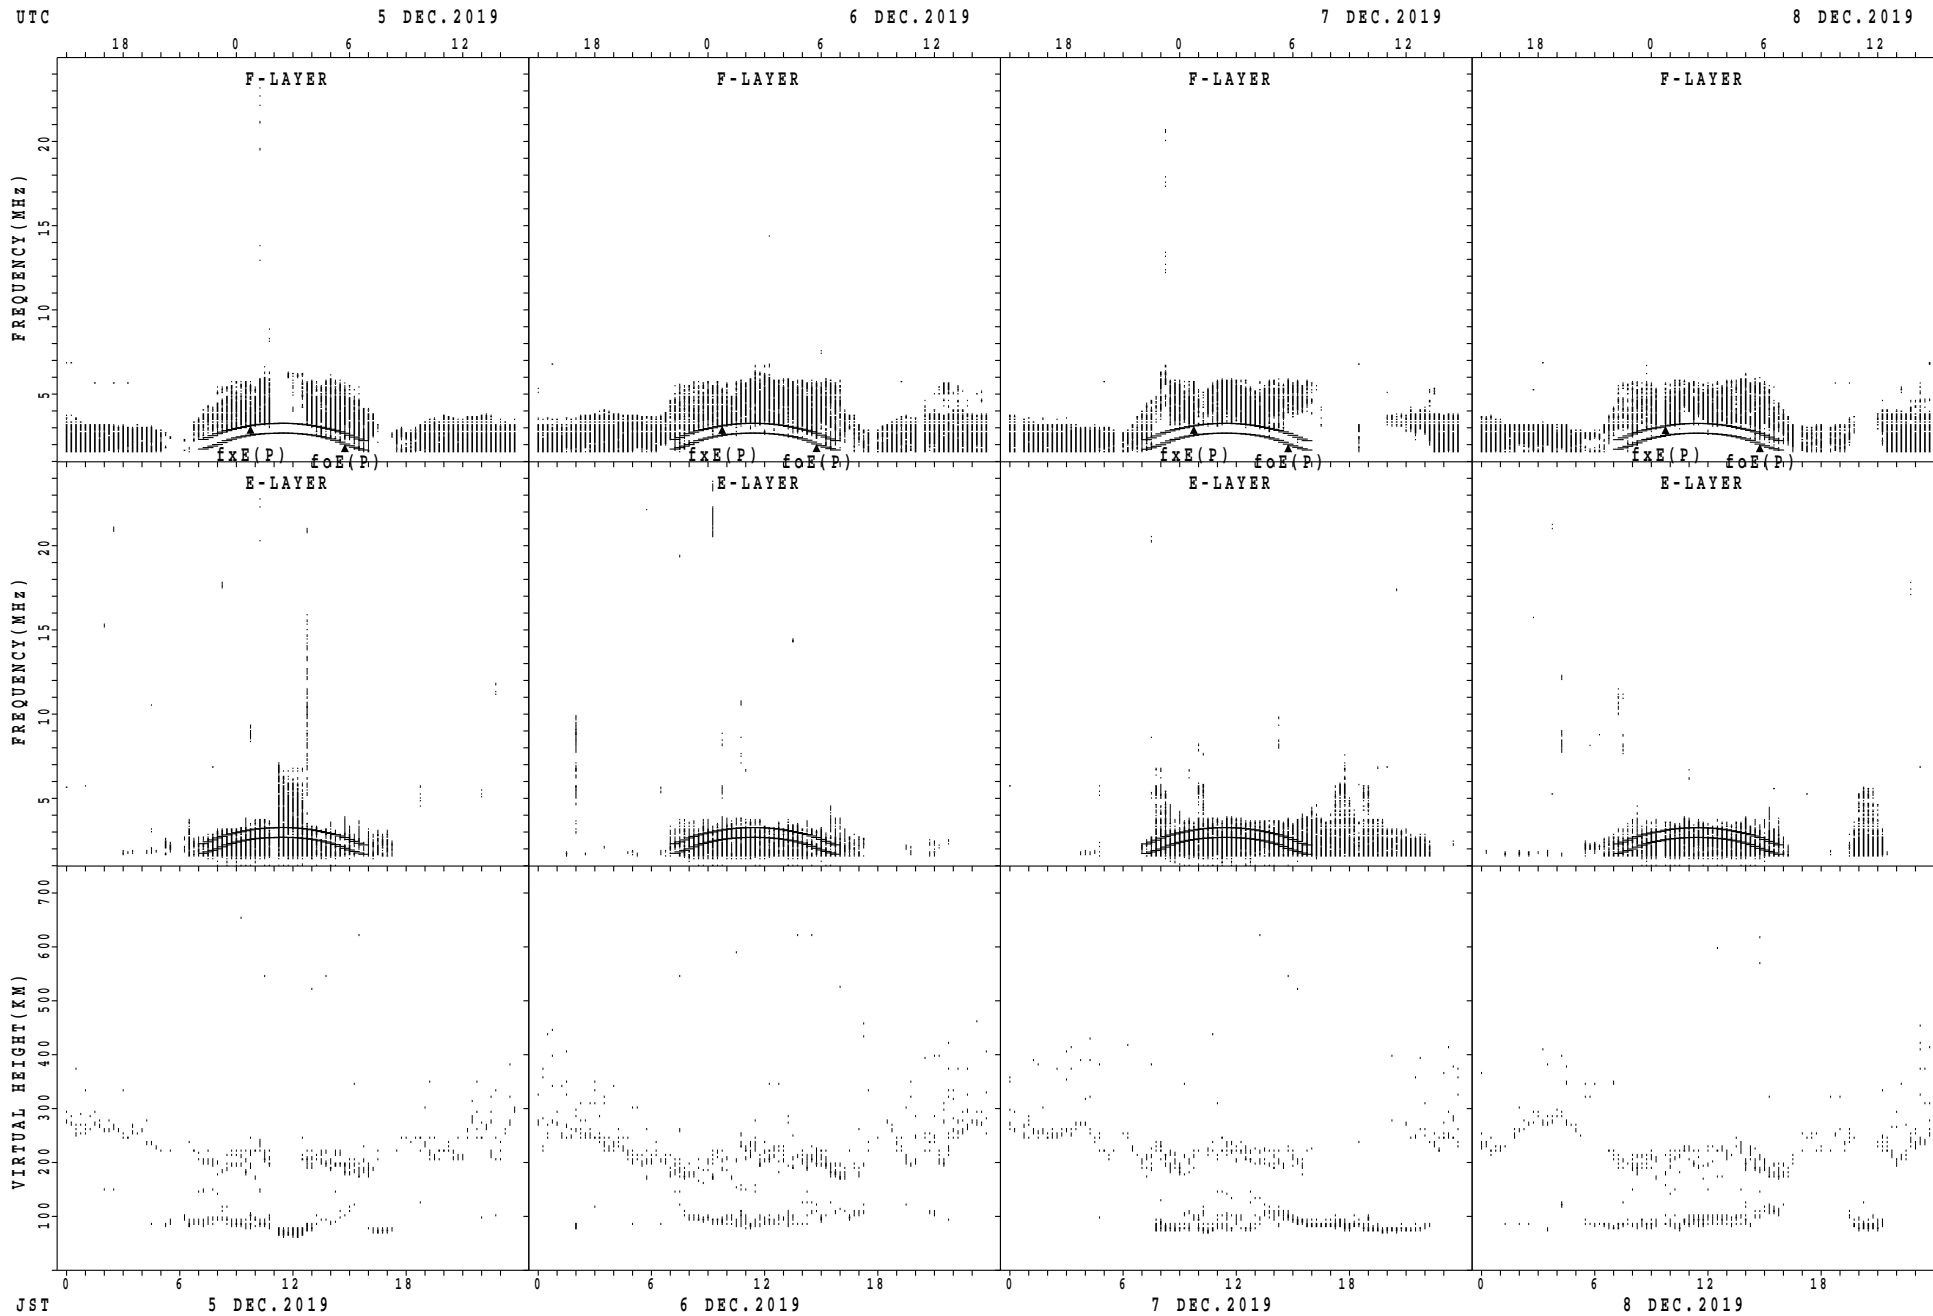 UTC 5 DEC.2019 6 DEC.2019 7 DEC.2019 8 DEC.2019
18 0 6 12 18 0 6 12 18 0 6 12 18 0 6 12
F-LAYER F-LAYER F-LAYER F-LAYER
FREQUENCY(MHz)
20
15
10
5
fxE(P) foE(P) fxE(P) foE(P) fxE(P) foE(P) fxE(P) foE(P)
E-LAYER E-LAYER E-LAYER E-LAYER
FREQUENCY(MHz)
20
15
10
5
VIRTUAL HEIGHT(KM)
700
600
500
400
300
200
100
0 6 12 18 0 6 12 18 0 6 12 18 0 6 12 18
JST 5 DEC.2019 6 DEC.2019 7 DEC.2019 8 DEC.2019